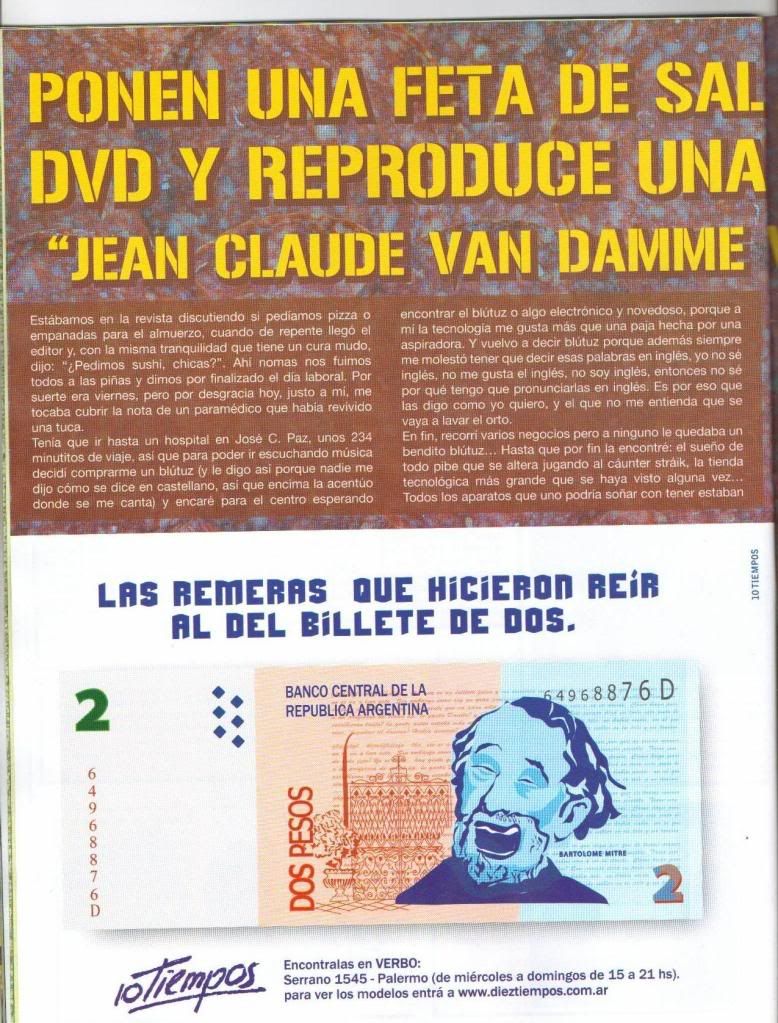 PONEN UNA FETA DE SAL
DVD Y REPRODUCE UNA
“JEAN CLAUDE VAN DAMME
Estábamos en la revista discutiendo si pedíamos pizza o
empanadas para el almuerzo, cuando de repente llegó el
editor y, con la misma tranquilidad que tiene un cura mudo,
dijo: “¿Pedimos sushi, chicas?”. Ahí nomas nos fuimos
todos a las piñas y dimos por finalizado el día laboral. Por
suerte era viernes, pero por desgracia hoy, justo a mí, me
tocaba cubrir la nota de un paramédico que había revivido
una tuca.
Tenía que ir hasta un hospital en José C. Paz, unos 234
minutitos de viaje, así que para poder ir escuchando música
decidí comprarme un blútuz (y le digo así porque nadie me
dijo cómo se dice en castellano, así que encima la acentúo
donde se me canta) y encaré para el centro esperando
encontrar el blútuz o algo electrónico y novedoso, porque a
mí la tecnología me gusta más que una paja hecha por una
aspiradora. Y vuelvo a decir blútuz porque además siempre
me molestó tener que decir esas palabras en inglés, yo no sé
inglés, no me gusta el inglés, no soy inglés, entonces no sé
por qué tengo que pronunciarlas en inglés. Es por eso que
las digo como yo quiero, y el que no me entienda que se
vaya a lavar el orto.
En fin, recorrí varios negocios pero a ninguno le quedaba un
bendito blútuz... Hasta que por fin la encontré: el sueño de
todo pibe que se altera jugando al cáunter stráik, la tienda
tecnológica más grande que se haya visto alguna vez...
Todos los aparatos que uno podría soñar con tener estaban
10 TIEMPOS
LAS REMERAS QUE HICIERON REÍR
AL DEL BILLETE DE DOS.
2
BANCO CENTRAL DE LA
REPUBLICA ARGENTINA
64968876 D
64968876D
DOS PESOS
BARTOLOME MITRE
2
10Tiempos
Encontralas en VERBO:
Serrano 1545 - Palermo (de miércoles a domingos de 15 a 21 hs).
para ver los modelos entrá a www.dieztiempos.com.ar